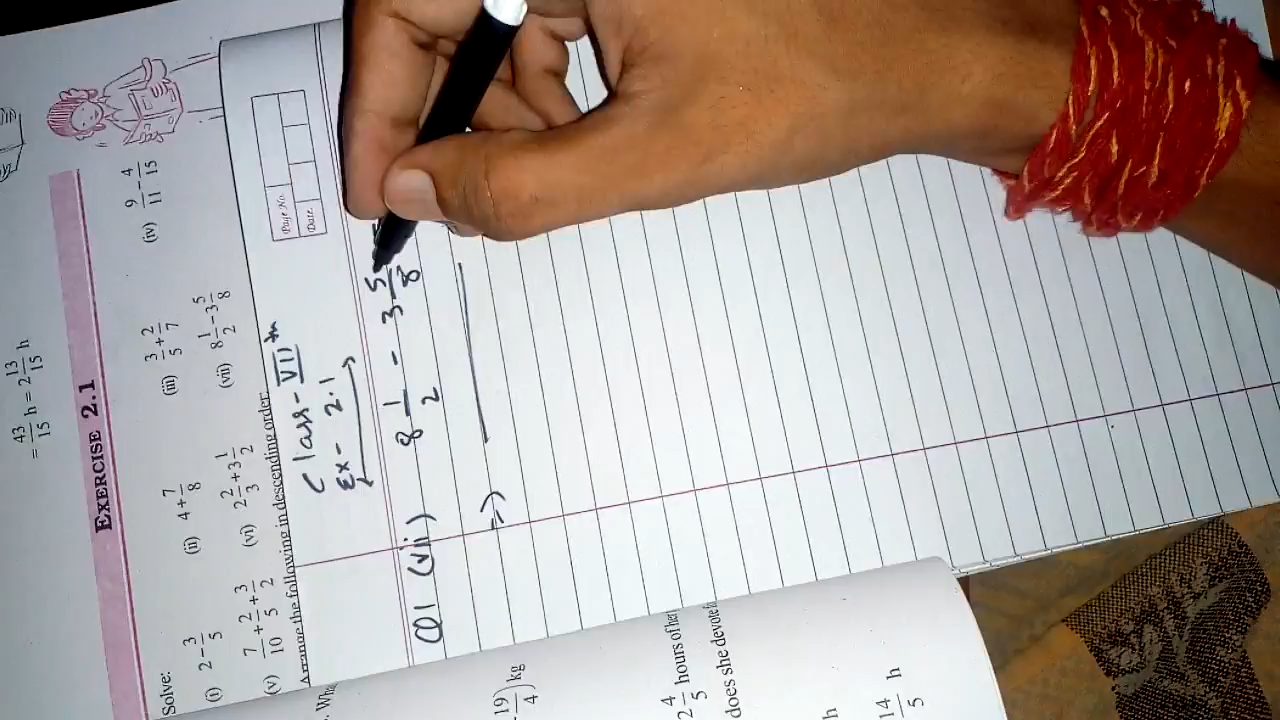 = 43/15 h = 2 13/15 h
EXERCISE 2.1
Solve:
(i) 2 − 3/5 (ii) 4 + 7/8 (iii) 3/5 + 2/7 (iv) 9/11 − 4/15
(v) 7/10 + 2/5 + 3/2 (vi) 2 2/3 + 3 1/2 (vii) 8 1/2 − 3 5/8
Arrange the following in descending order:
Page No.
Date
Class - VII th
Ex - 2.1
Q1 (vii) 8 1/2 - 3 5/8
=>
19/4) kg
2 4/5 hours of her
does she devote
h
14/5 h